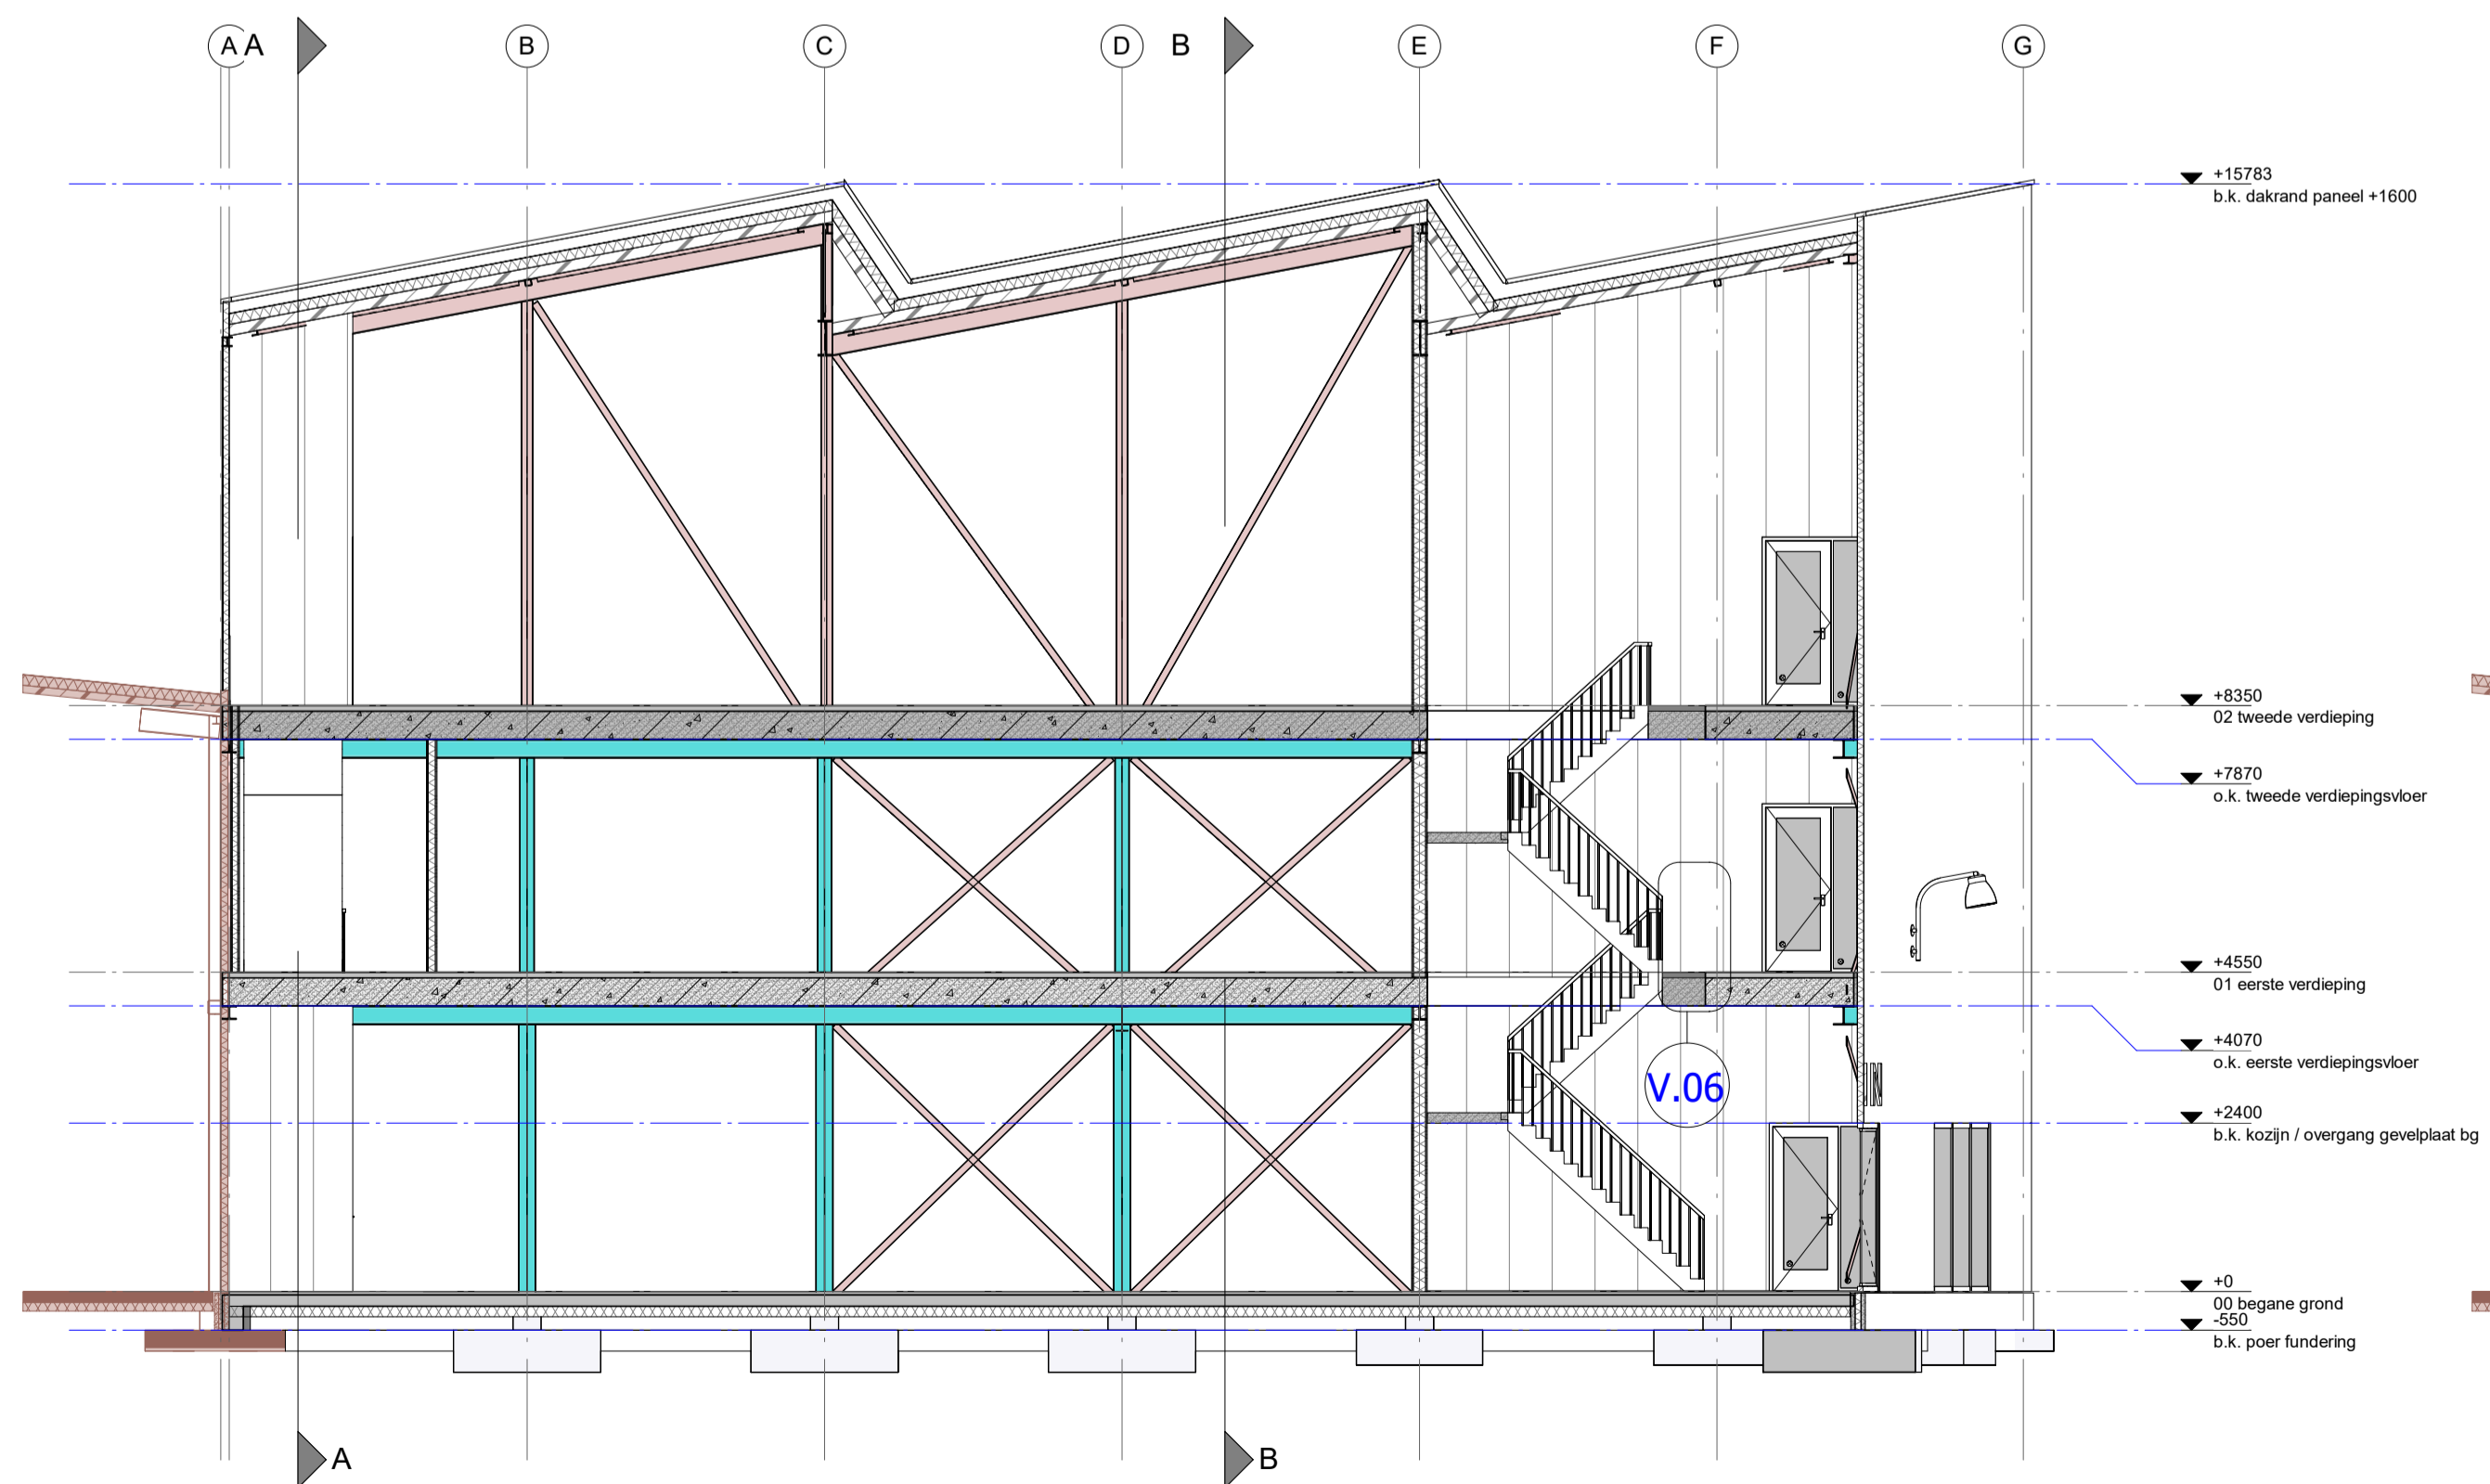 A A B C D B E F G
+15783
b.k. dakrand paneel +1600
+8350
02 tweede verdieping
+7870
o.k. tweede verdiepingsvloer
+4550
01 eerste verdieping
+4070
o.k. eerste verdiepingsvloer
IN
V.06
+2400
b.k. kozijn / overgang gevelplaat bg
+0
00 begane grond
-550
b.k. poer fundering
A B